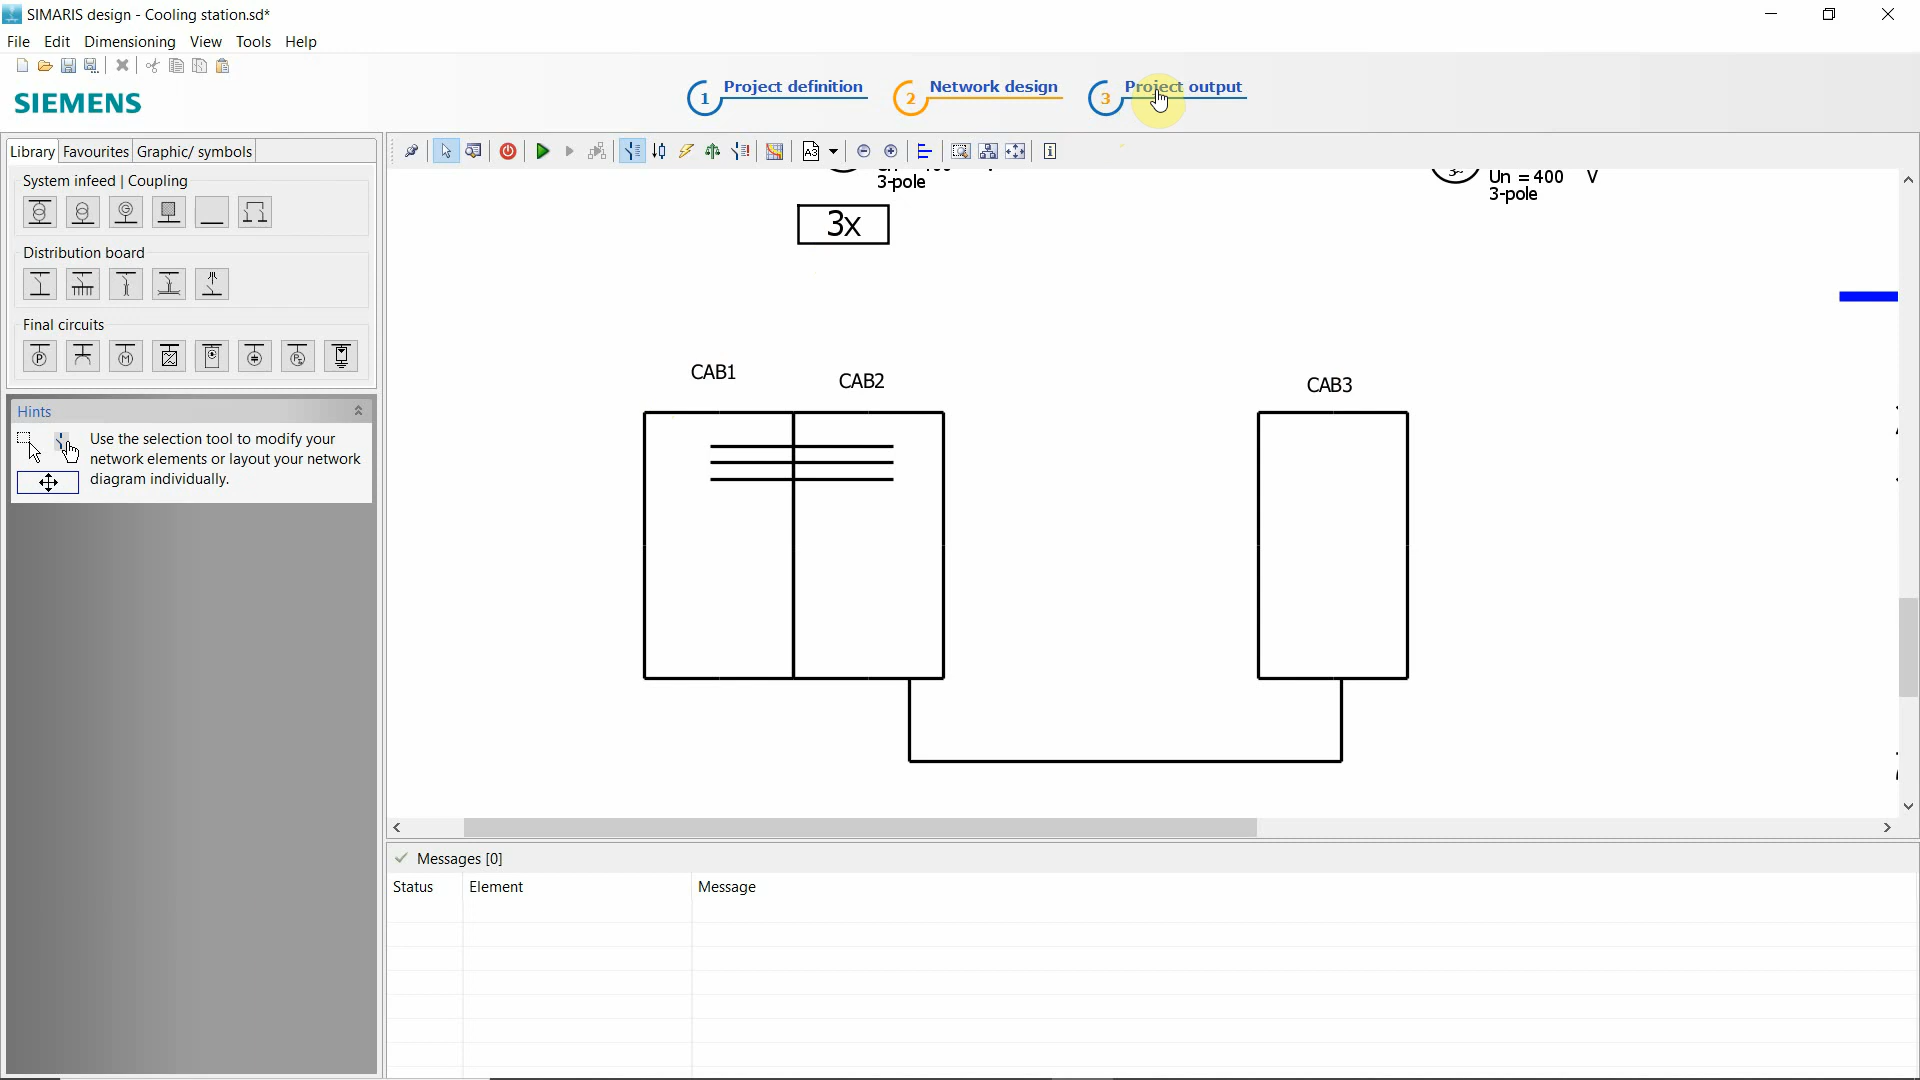 SIMARIS design - Cooling station.sd*
File Edit Dimensioning View Tools Help
SIEMENS
1 Project definition
2 Network design
3 Project output
Library Favourites Graphic/ symbols
System infeed | Coupling
Distribution board
Final circuits
Hints
Use the selection tool to modify your
network elements or layout your network
diagram individually.
A3
3-pole
3x
Un = 400 V
3-pole
CAB1
CAB2
CAB3
Messages [0]
Status Element Message